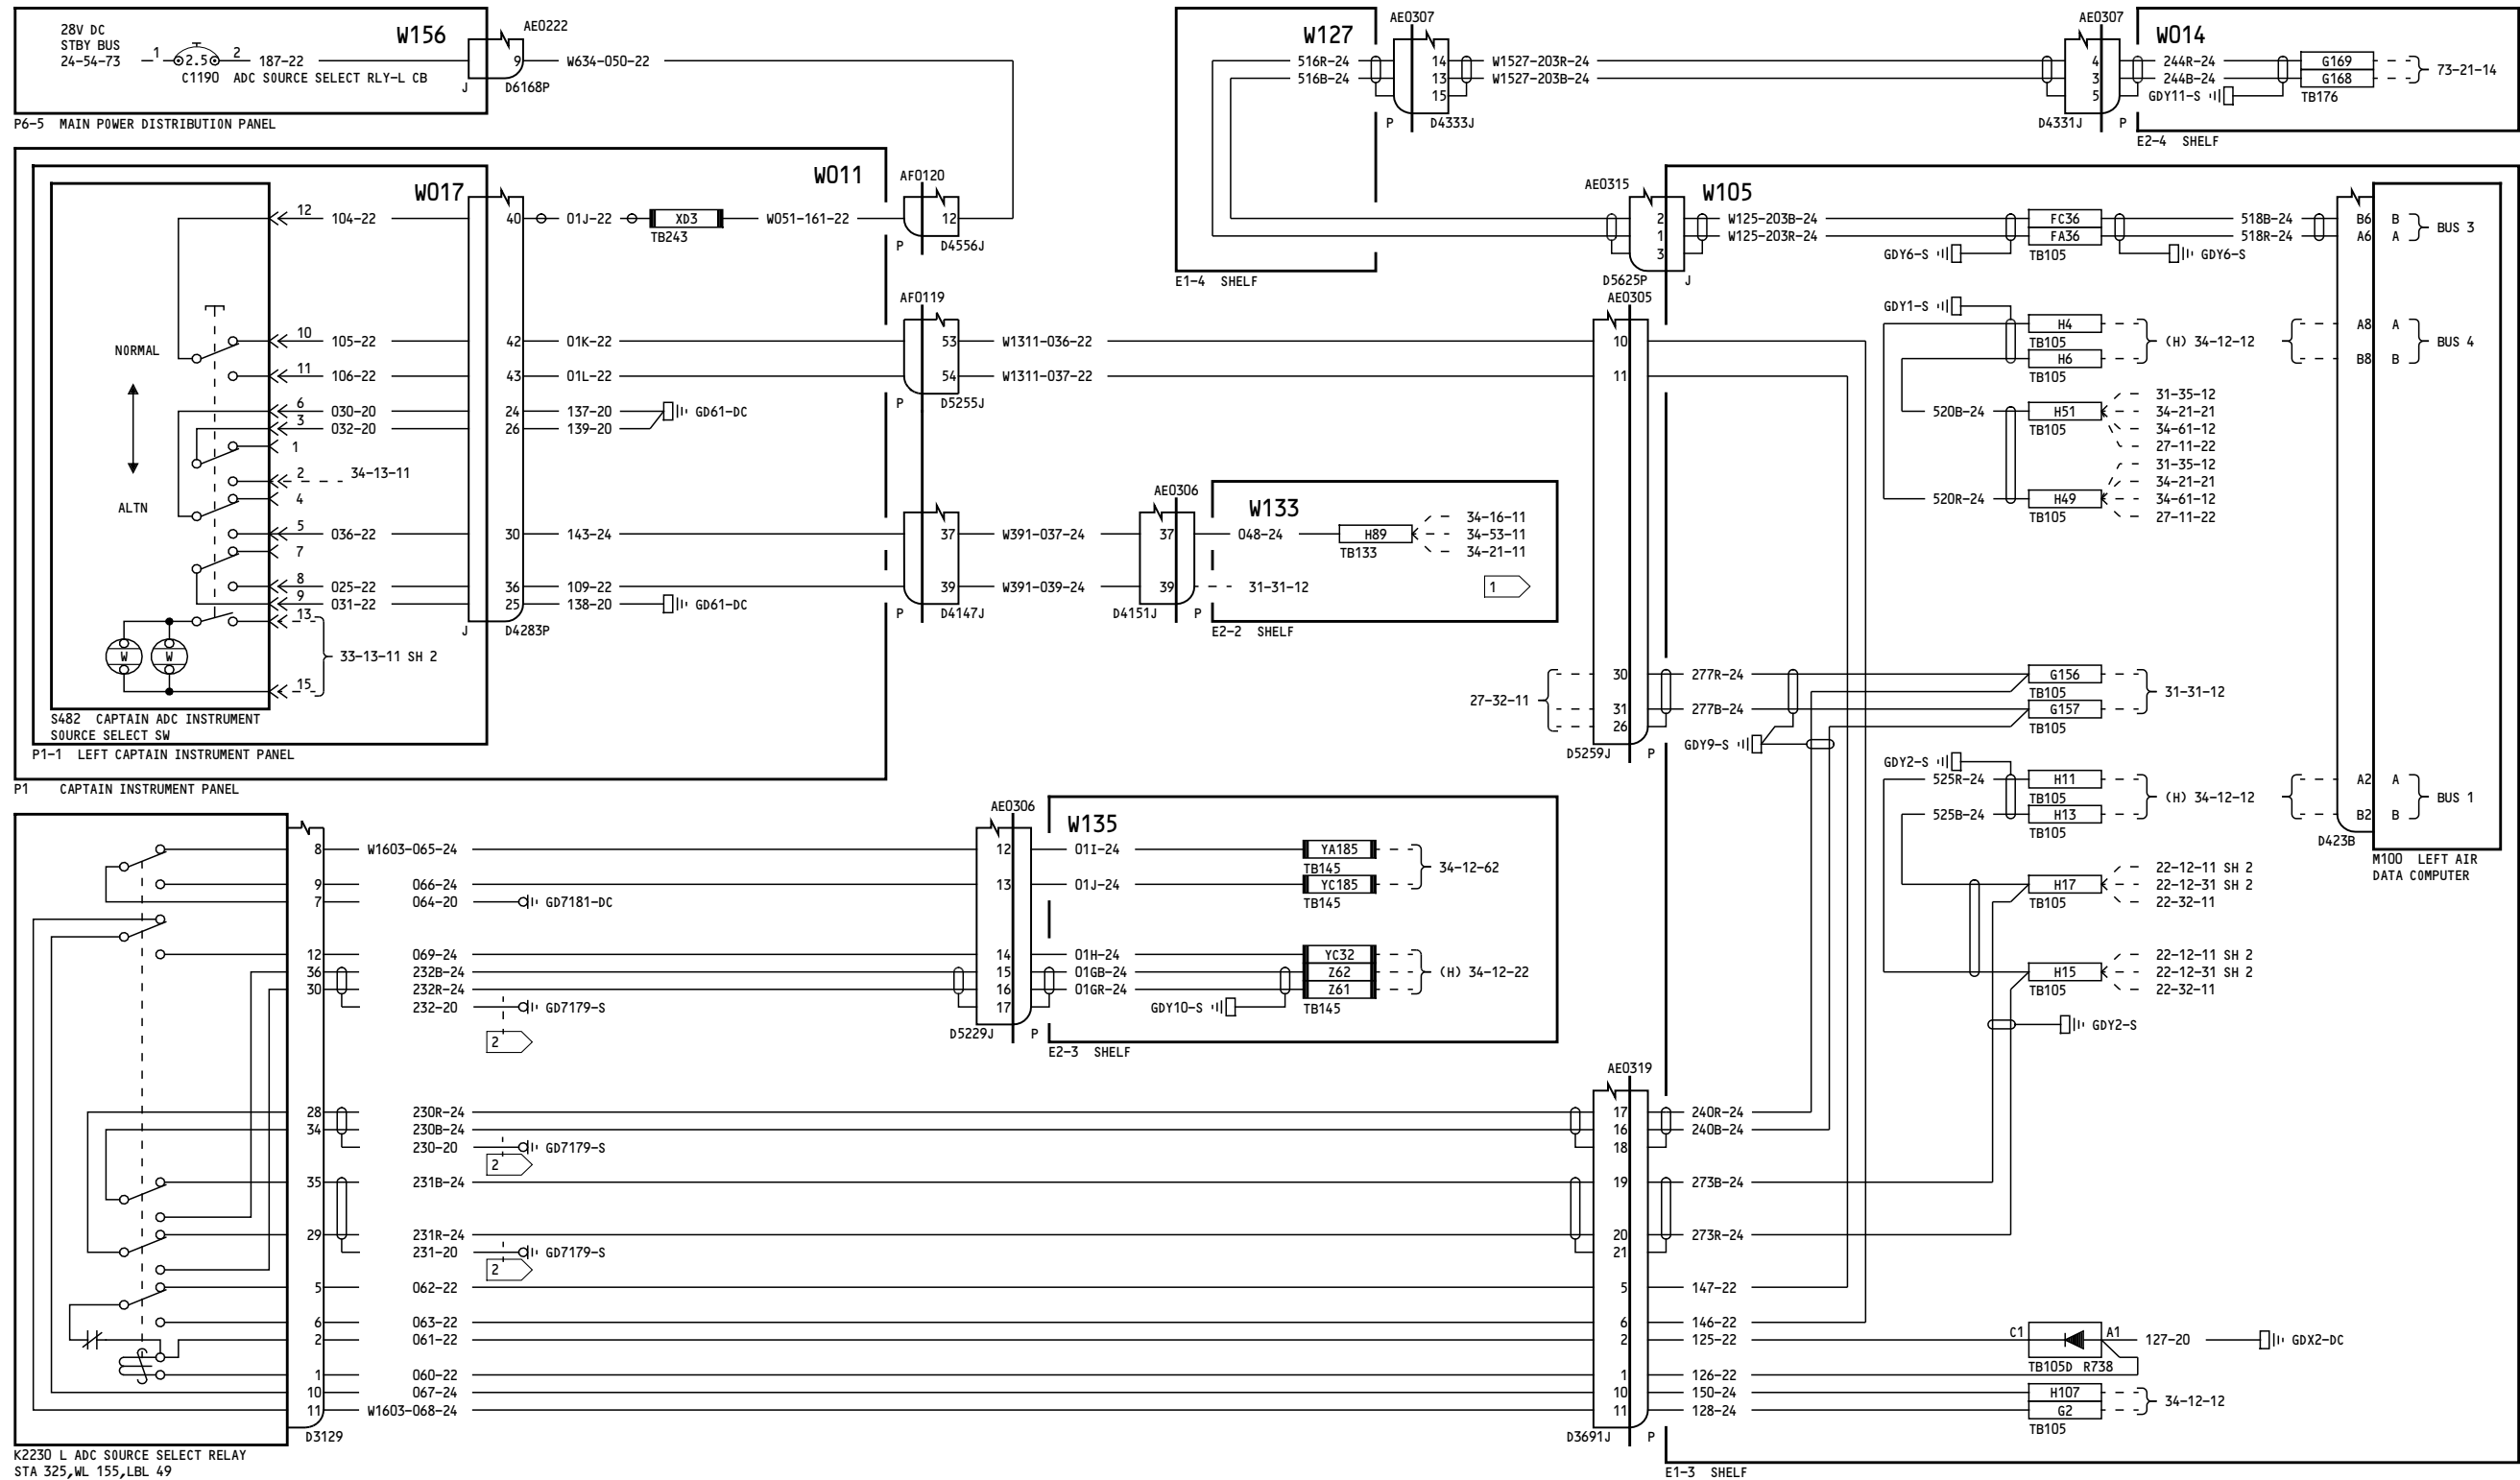 28V DC
STBY BUS
24-54-73
1
2.5
2
187-22
C1190 ADC SOURCE SELECT RLY-L CB
W156
AE0222
9
J
D6168P
W634-050-22
P6-5 MAIN POWER DISTRIBUTION PANEL
W127
516R-24
516B-24
AE0307
14
13
15
P
D4333J
W1527-203R-24
W1527-203B-24
E1-4 SHELF
AE0307
4
3
5
D4331J
P
W014
244R-24
244B-24
GDY11-S
G169
G168
TB176
73-21-14
E2-4 SHELF
W011
W017
12
104-22
40
01J-22
XD3
TB243
W051-161-22
AF0120
12
P
D4556J
NORMAL
ALTN
10
105-22
42
01K-22
11
106-22
43
01L-22
AF0119
53
54
P
D5255J
W1311-036-22
W1311-037-22
6
030-20
24
137-20
GD61-DC
3
032-20
26
139-20
1
2
34-13-11
4
5
036-22
30
143-24
7
8
025-22
36
109-22
9
031-22
25
138-20
GD61-DC
13
15
33-13-11 SH 2
W
W
J
D4283P
37
39
P
D4147J
W391-037-24
W391-039-24
AE0306
37
39
D4151J
P
W133
048-24
H89
TB133
34-16-11
34-53-11
34-21-11
31-31-12
1
E2-2 SHELF
S482 CAPTAIN ADC INSTRUMENT
SOURCE SELECT SW
P1-1 LEFT CAPTAIN INSTRUMENT PANEL
P1 CAPTAIN INSTRUMENT PANEL
AE0315
2
1
3
D5625P
J
W105
W125-203B-24
W125-203R-24
GDY6-S
FC36
FA36
TB105
GDY6-S
518B-24
518R-24
B6 B
A6 A
BUS 3
AE0305
10
11
GDY1-S
H4
TB105
H6
TB105
(H) 34-12-12
A8 A
B8 B
BUS 4
520B-24
H51
TB105
31-35-12
34-21-21
34-61-12
27-11-22
520R-24
H49
TB105
31-35-12
34-21-21
34-61-12
27-11-22
27-32-11
30
31
26
D5259J
P
277R-24
277B-24
GDY9-S
G156
TB105
G157
TB105
31-31-12
GDY2-S
525R-24
525B-24
H11
TB105
H13
TB105
(H) 34-12-12
A2 A
B2 B
BUS 1
D423B
M100 LEFT AIR
DATA COMPUTER
H17
TB105
22-12-11 SH 2
22-12-31 SH 2
22-32-11
H15
TB105
22-12-11 SH 2
22-12-31 SH 2
22-32-11
GDY2-S
8
W1603-065-24
9
066-24
7
064-20
GD7181-DC
12
069-24
36
232B-24
30
232R-24
232-20
GD7179-S
2
AE0306
12
13
14
15
16
17
D5229J
P
W135
01I-24
01J-24
01H-24
01GB-24
01GR-24
GDY10-S
YA185
TB145
YC185
TB145
34-12-62
YC32
Z62
Z61
TB145
(H) 34-12-22
E2-3 SHELF
28
230R-24
34
230B-24
230-20
GD7179-S
2
35
231B-24
29
231R-24
231-20
GD7179-S
2
5
062-22
6
063-22
2
061-22
1
060-22
10
067-24
11
W1603-068-24
D3129
K2230 L ADC SOURCE SELECT RELAY
STA 325,WL 155,LBL 49
AE0319
17
240R-24
16
240B-24
18
19
273B-24
20
273R-24
21
5
147-22
6
146-22
2
125-22
1
126-22
10
150-24
11
128-24
D3691J
P
C1
A1
TB105D R738
127-20
GDX2-DC
H107
G2
TB105
34-12-12
E1-3 SHELF